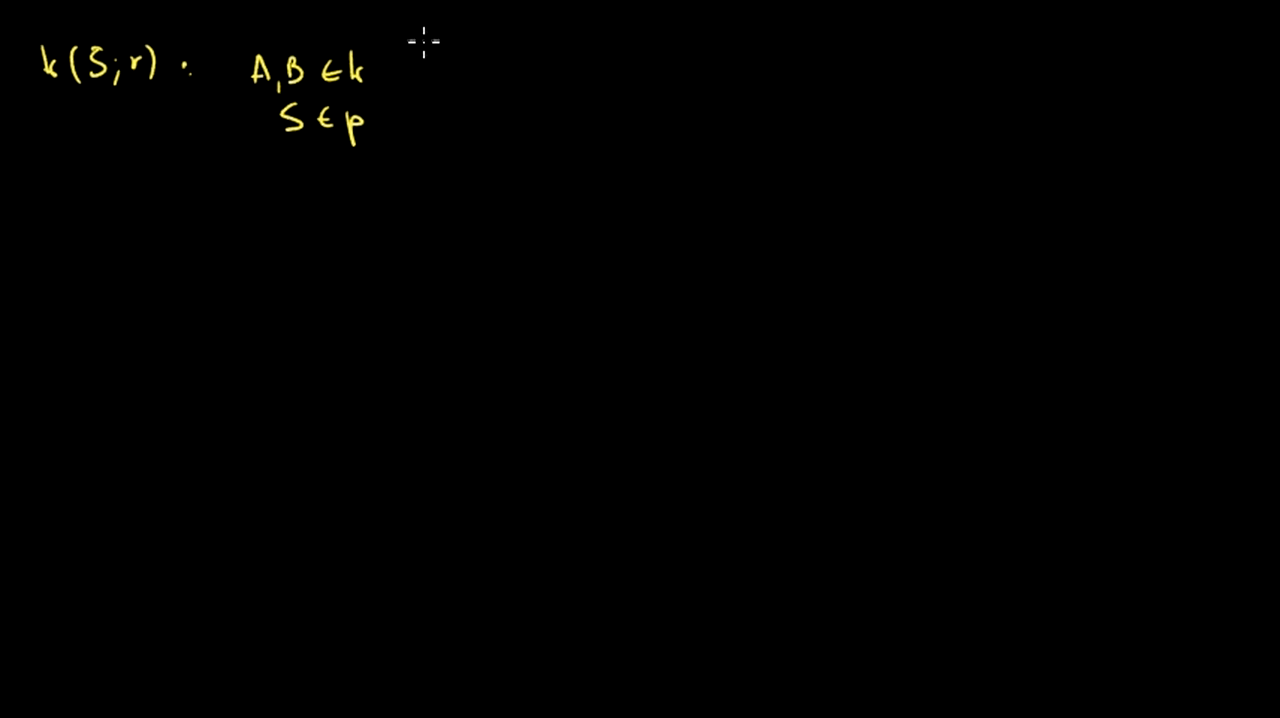 k(S;r): A,B ∈ k
S ∈ p